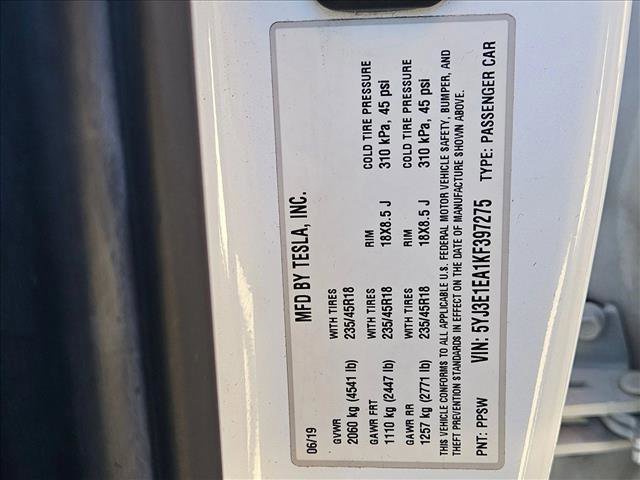 MFD BY TESLA, INC.
06/19
GVWR WITH TIRES RIM COLD TIRE PRESSURE
2060 kg (4541 lb) 235/45R18 18X8.5 J 310 kPa, 45 psi
GAWR FRT WITH TIRES RIM COLD TIRE PRESSURE
1110 kg (2447 lb) 235/45R18 18X8.5 J 310 kPa, 45 psi
GAWR RR
1257 kg (2771 lb) 235/45R18
THIS VEHICLE CONFORMS TO ALL APPLICABLE U.S. FEDERAL MOTOR VEHICLE SAFETY, BUMPER, AND
THEFT PREVENTION STANDARDS IN EFFECT ON THE DATE OF MANUFACTURE SHOWN ABOVE.
PNT: PPSW VIN: 5YJ3E1EA1KF397275 TYPE: PASSENGER CAR